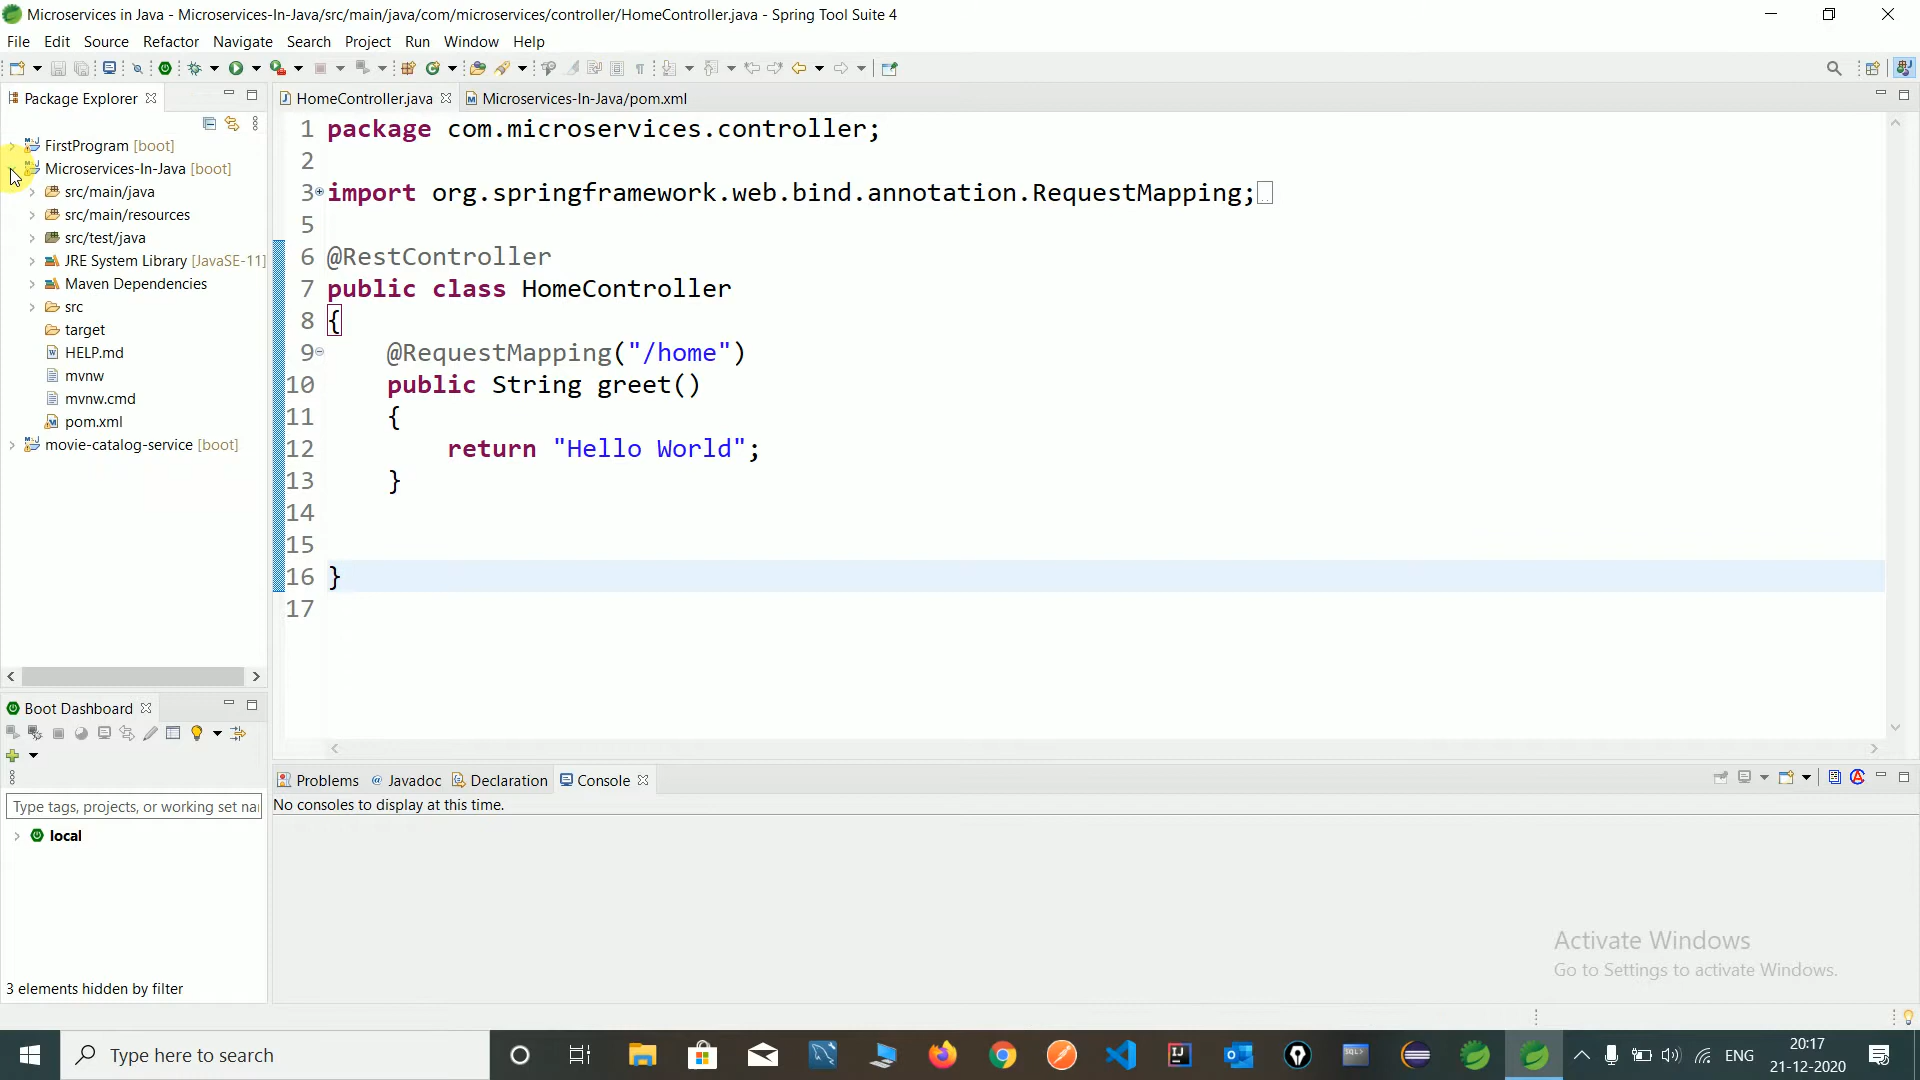 Microservices in Java - Microservices-In-Java/src/main/java/com/microservices/controller/HomeController.java - Spring Tool Suite 4
File Edit Source Refactor Navigate Search Project Run Window Help
Package Explorer
FirstProgram [boot]
Microservices-In-Java [boot]
src/main/java
src/main/resources
src/test/java
JRE System Library [JavaSE-11]
Maven Dependencies
src
target
HELP.md
mvnw
mvnw.cmd
pom.xml
movie-catalog-service [boot]
HomeController.java
Microservices-In-Java/pom.xml
1 package com.microservices.controller;
2
3 import org.springframework.web.bind.annotation.RequestMapping;
5
6 @RestController
7 public class HomeController
8 {
9 @RequestMapping("/home")
10 public String greet()
11 {
12 return "Hello World";
13 }
14
15
16 }
17
Boot Dashboard
Type tags, projects, or working set na
local
3 elements hidden by filter
Problems @ Javadoc Declaration Console
No consoles to display at this time.
Activate Windows
Go to Settings to activate Windows.
Type here to search
ENG
20:17
21-12-2020